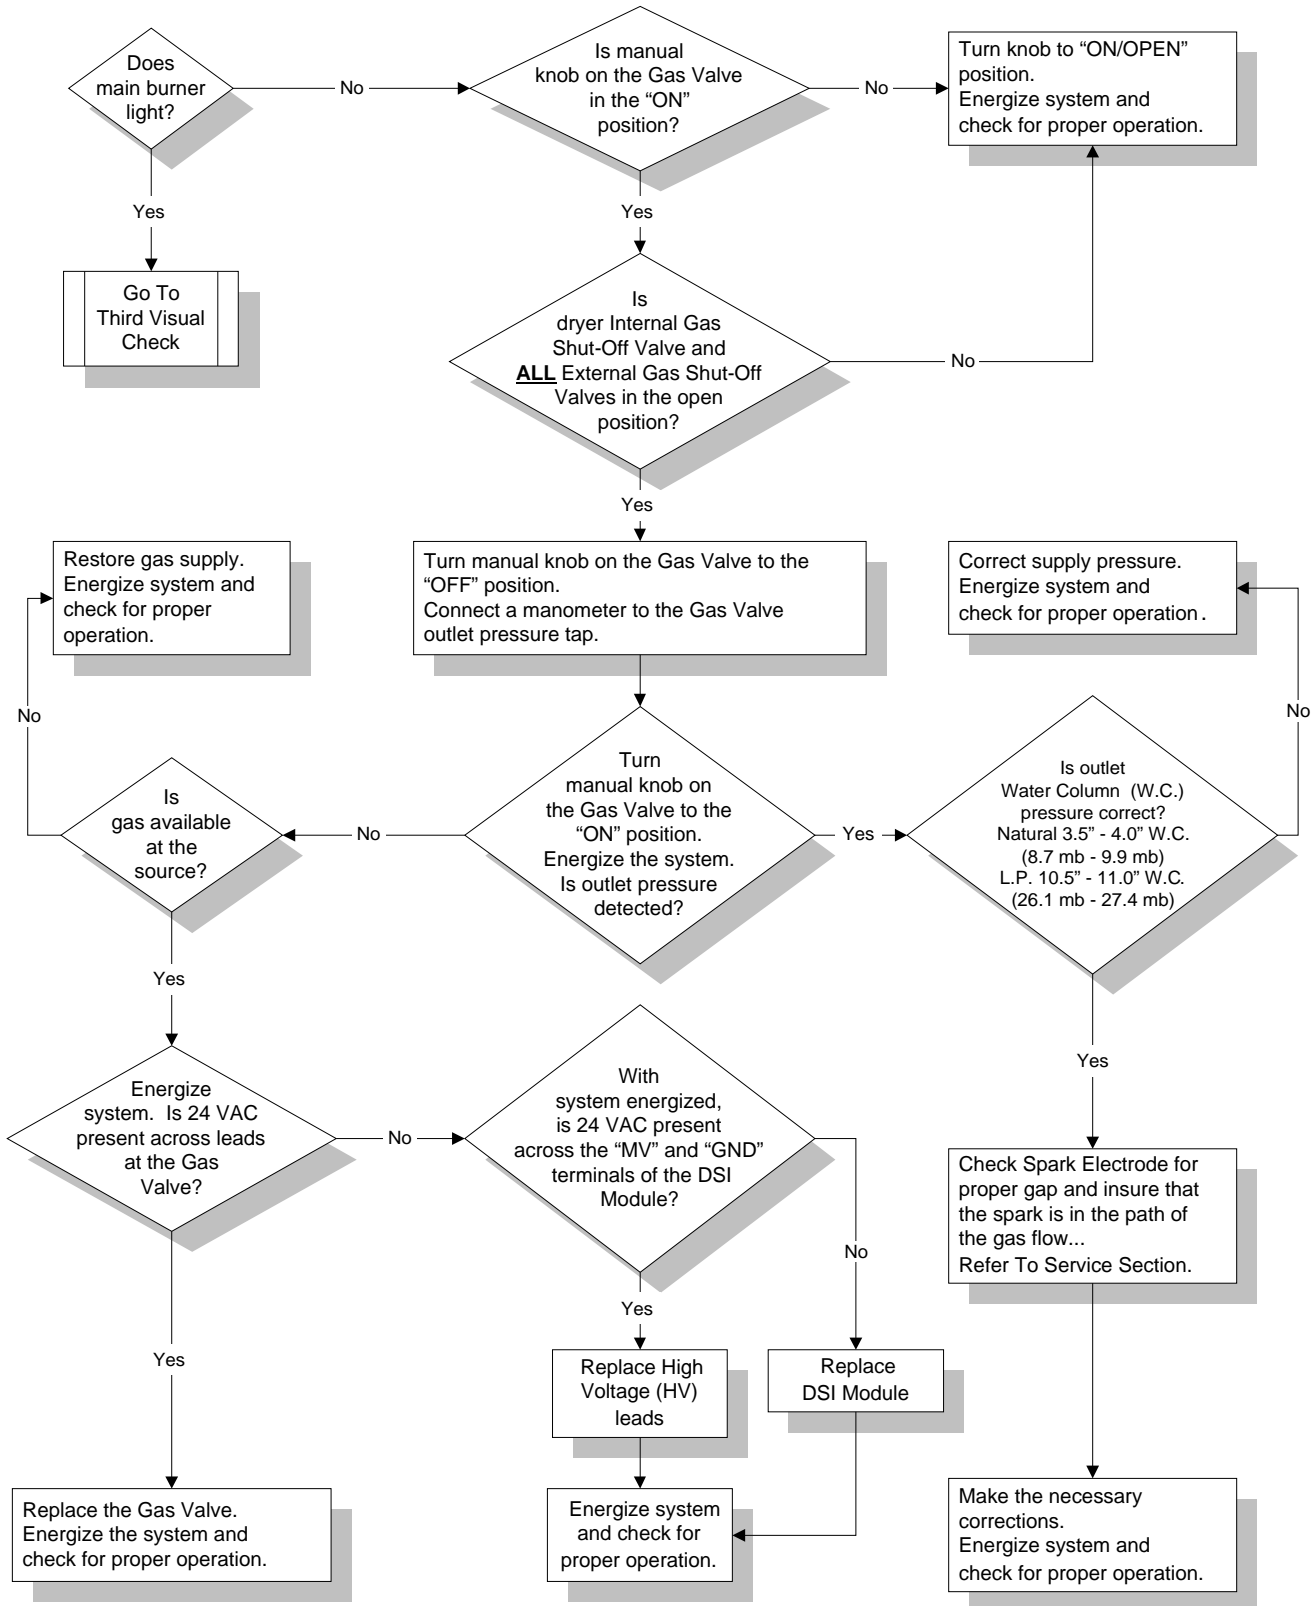 Does
main burner
light?
No
Is manual
knob on the Gas Valve
in the “ON”
position?
No
Turn knob to “ON/OPEN”
position.
Energize system and
check for proper operation.
Yes
Go To
Third Visual
Check
Yes
Is
dryer Internal Gas
Shut-Off Valve and
ALL External Gas Shut-Off
Valves in the open
position?
No
Yes
Turn manual knob on the Gas Valve to the
“OFF” position.
Connect a manometer to the Gas Valve
outlet pressure tap.
Restore gas supply.
Energize system and
check for proper
operation.
Correct supply pressure.
Energize system and
check for proper operation.
No
No
Is
gas available
at the
source?
No
Turn
manual knob on
the Gas Valve to the
“ON” position.
Energize the system.
Is outlet pressure
detected?
Yes
Is outlet
Water Column (W.C.)
pressure correct?
Natural 3.5” - 4.0” W.C.
(8.7 mb - 9.9 mb)
L.P. 10.5” - 11.0” W.C.
(26.1 mb - 27.4 mb)
Yes
Yes
Energize
system. Is 24 VAC
present across leads
at the Gas
Valve?
No
With
system energized,
is 24 VAC present
across the “MV” and “GND”
terminals of the DSI
Module?
Check Spark Electrode for
proper gap and insure that
the spark is in the path of
the gas flow...
Refer To Service Section.
No
Yes
Yes
Replace High
Voltage (HV)
leads
Replace
DSI Module
Replace the Gas Valve.
Energize the system and
check for proper operation.
Energize system
and check for
proper operation.
Make the necessary
corrections.
Energize system and
check for proper operation.